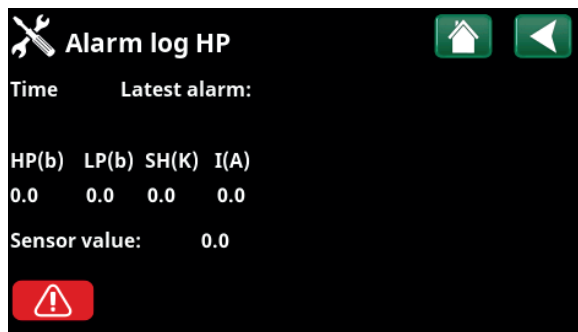 Alarm log HP
Time Latest alarm:
HP(b) LP(b) SH(K) I(A)
0.0 0.0 0.0 0.0
Sensor value: 0.0